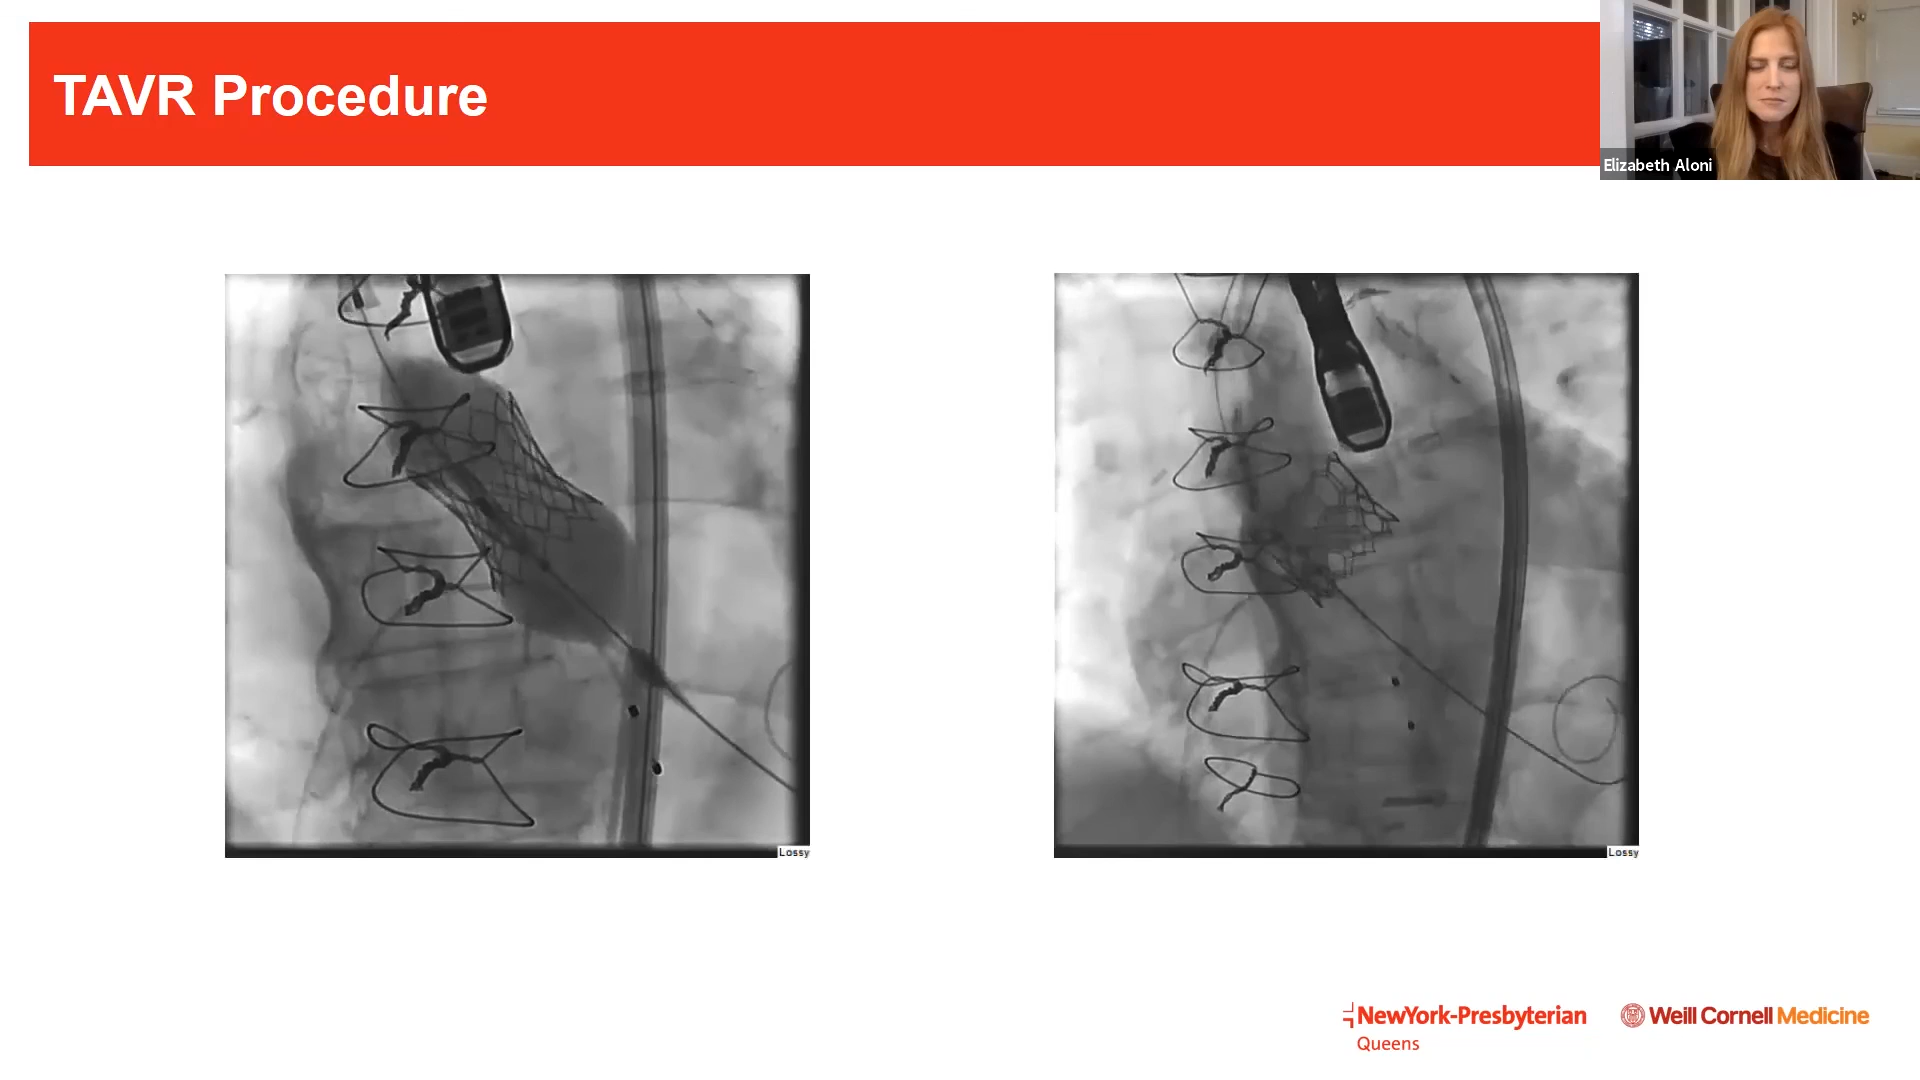 TAVR Procedure
Elizabeth Aloni
Lossy
Lossy
NewYork-Presbyterian
Queens
Weill Cornell Medicine